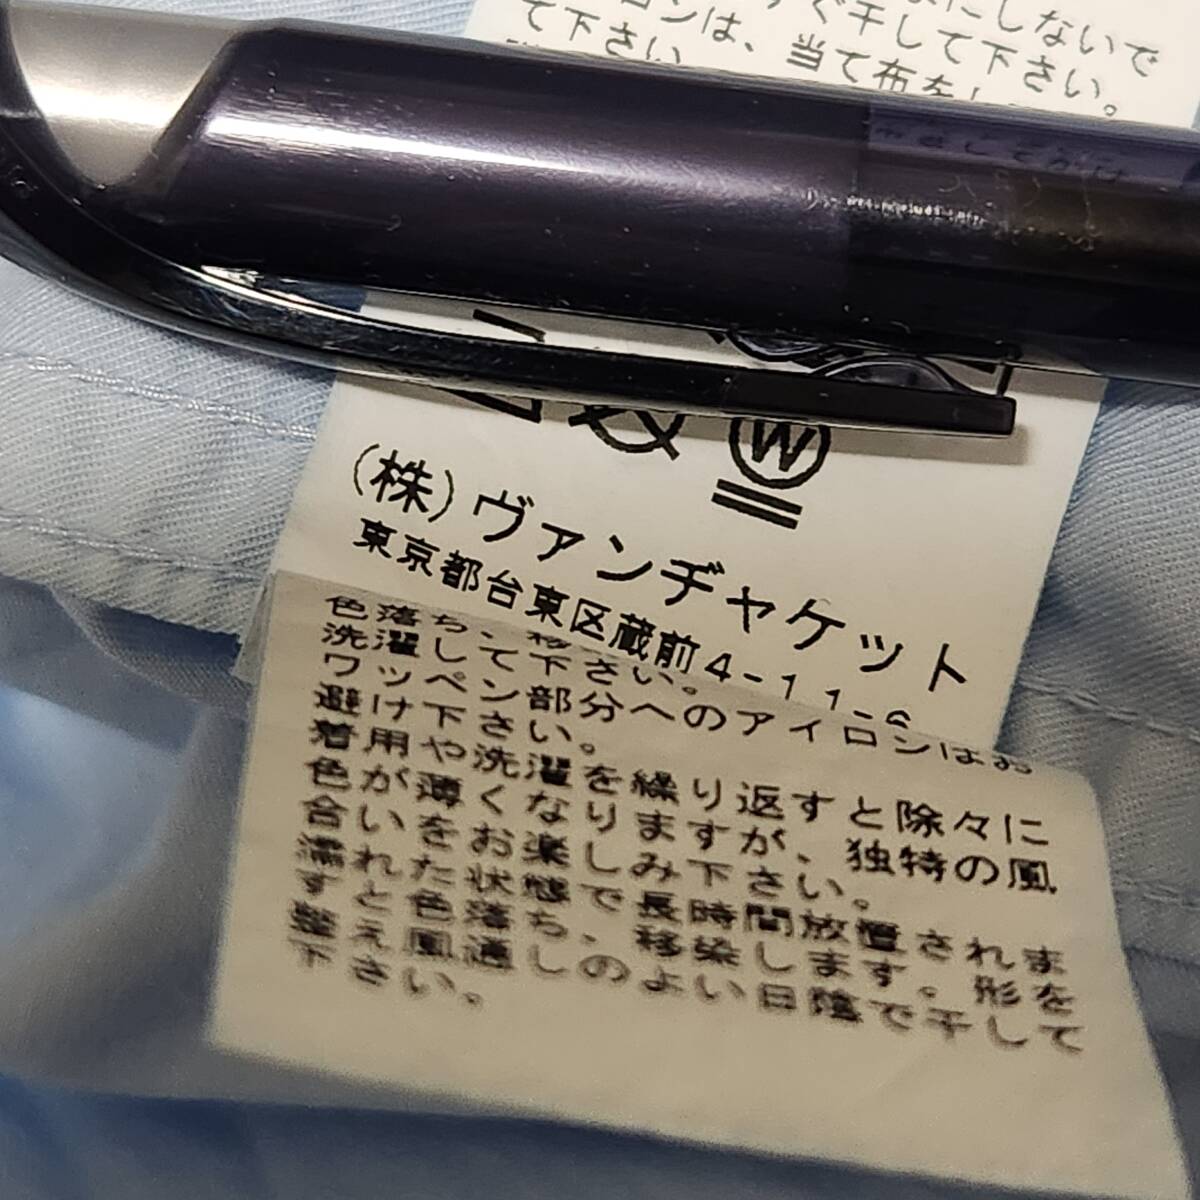 にしないで
ぐ干して下さい。
ロンは、当て布をし
て下さい。
W
(株)ヴァンヂャケット
東京都台東区蔵前4-11-6
色落ち、移
洗濯して下さい。
ワッペン部分へのアイロンはお
避け下さい。
着用や洗濯を繰り返すと除々に
色が薄くなりますが、独特の風
合いをお楽しみ下さい。
濡れた状態で長時間放置されま
すと色落ち、移染します。形を
整え風通しのよい日陰で干して
下さい。